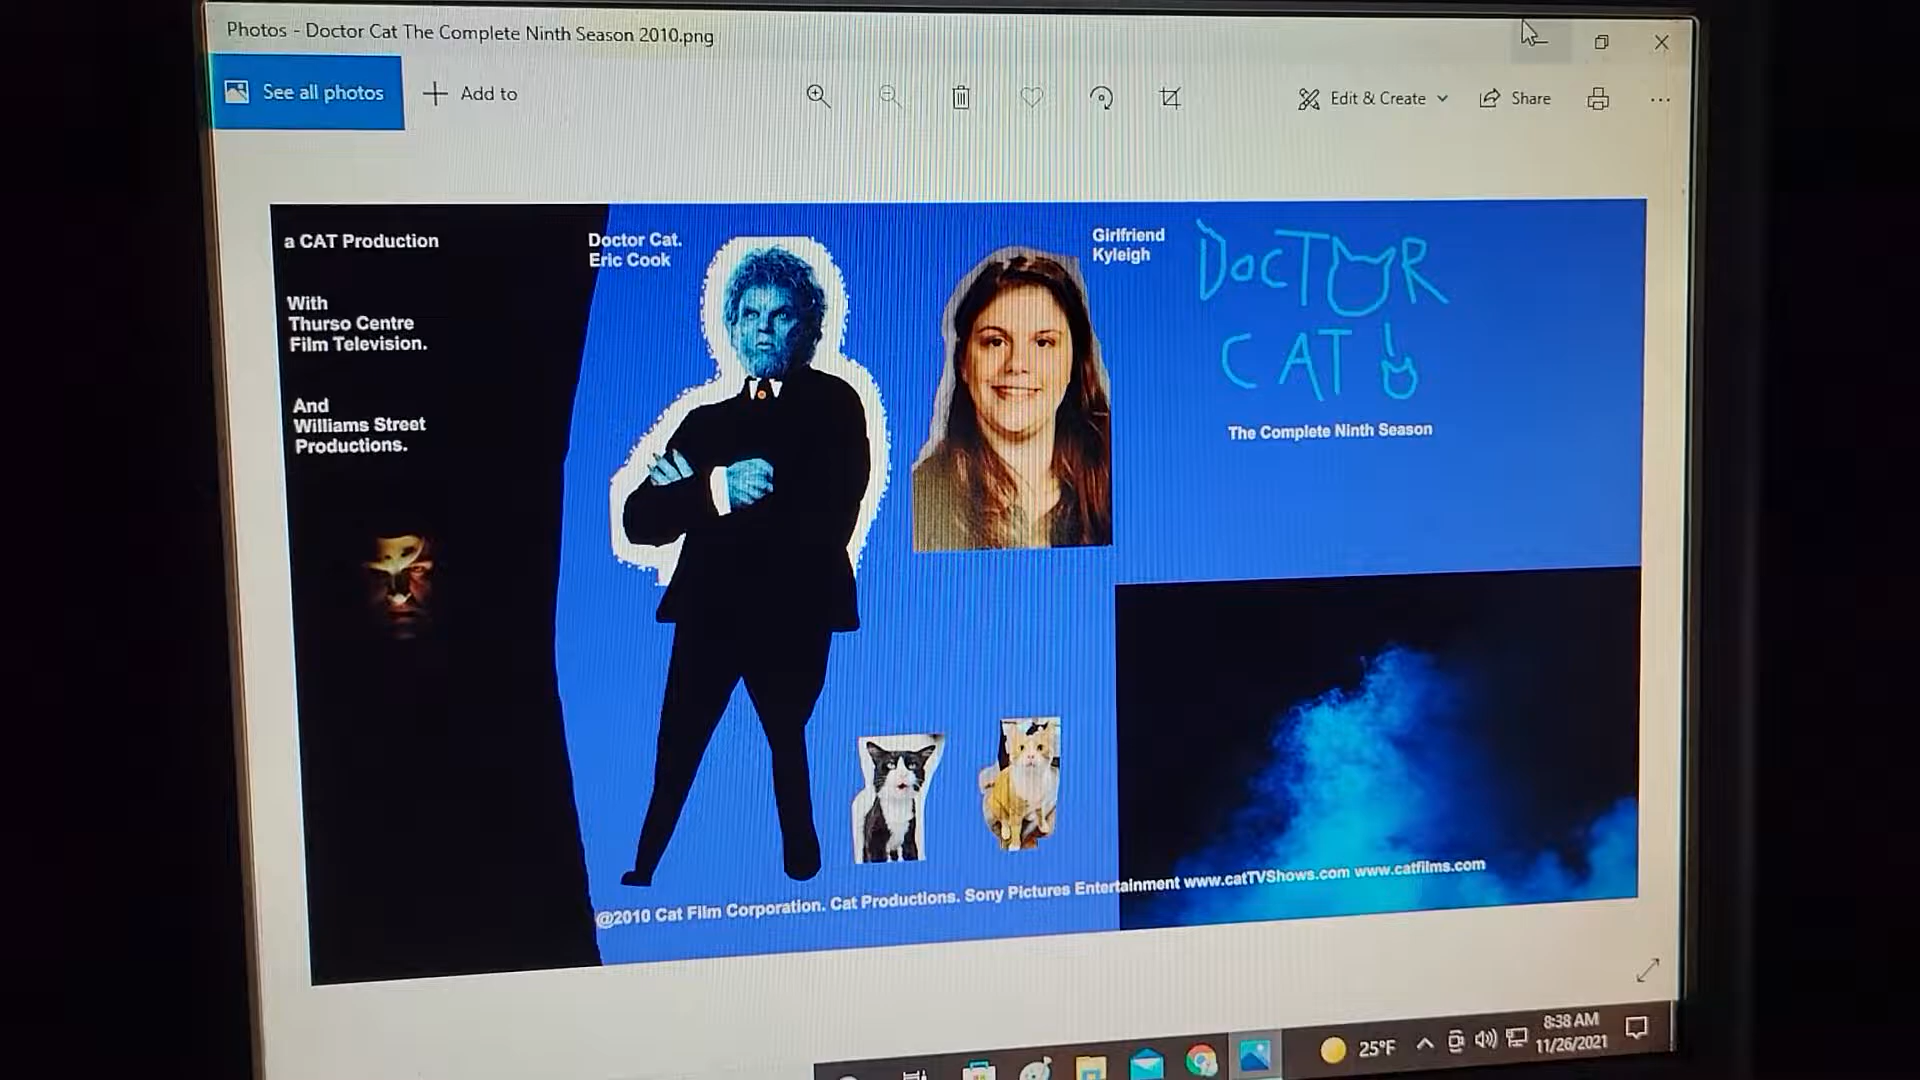 Photos - Doctor Cat The Complete Ninth Season 2010.png
See all photos
Add to
Edit & Create
Share
a CAT Production
With
Thurso Centre
Film Television.
And
Williams Street
Productions.
Doctor Cat.
Eric Cook
Girlfriend
Kyleigh
DOCTOR
CAT
The Complete Ninth Season
@2010 Cat Film Corporation. Cat Productions. Sony Pictures Entertainment www.catTVShows.com www.catfilms.com
25°F
8:38 AM
11/26/2021